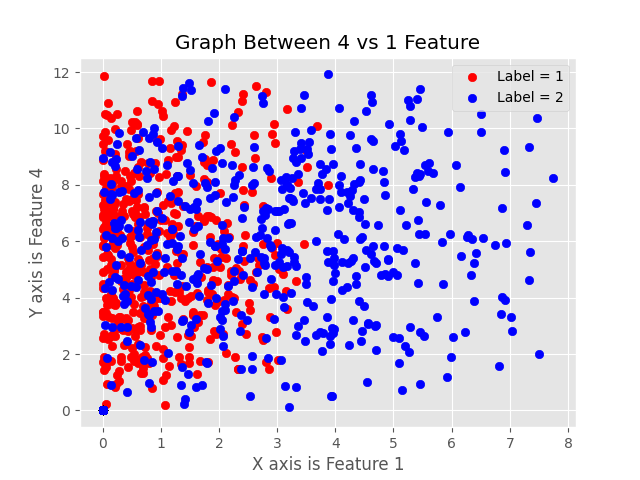 Graph Between 4 vs 1 Feature
Label = 1
Label = 2
12
10
8
6
4
2
0
Y axis is Feature 4
0 1 2 3 4 5 6 7 8
X axis is Feature 1